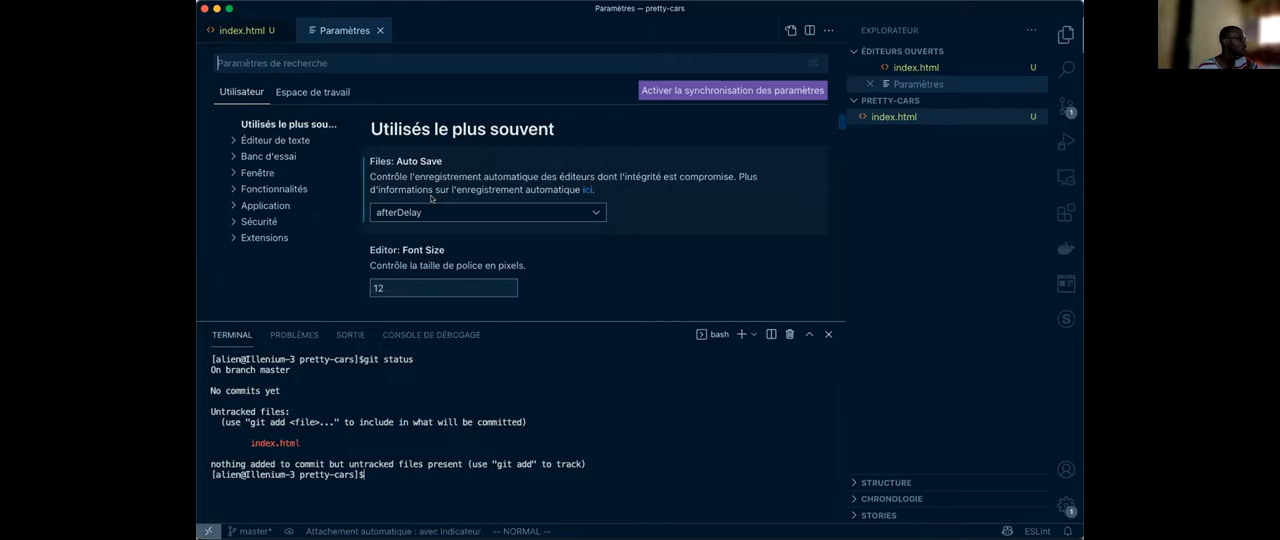 Paramètres — pretty-cars
index.html U
Paramètres
Paramètres de recherche
Utilisateur
Espace de travail
Activer la synchronisation des paramètres
Utilisés le plus sou...
Éditeur de texte
Banc d'essai
Fenêtre
Fonctionnalités
Application
Sécurité
Extensions
Utilisés le plus souvent
Files: Auto Save
Contrôle l'enregistrement automatique des éditeurs dont l'intégrité est compromise. Plus
d'informations sur l'enregistrement automatique ici.
afterDelay
Editor: Font Size
Contrôle la taille de police en pixels.
12
EXPLORATEUR
ÉDITEURS OUVERTS
index.html U
Paramètres
PRETTY-CARS
index.html U
1
TERMINAL
PROBLÈMES
SORTIE
CONSOLE DE DÉBOGAGE
bash
[alien@Illenium-3 pretty-cars]$git status
On branch master
No commits yet
Untracked files:
(use "git add <file>..." to include in what will be committed)
index.html
nothing added to commit but untracked files present (use "git add" to track)
[alien@Illenium-3 pretty-cars]$
STRUCTURE
CHRONOLOGIE
STORIES
1
master*
Attachement automatique : avec indicateur
-- NORMAL --
ESLint